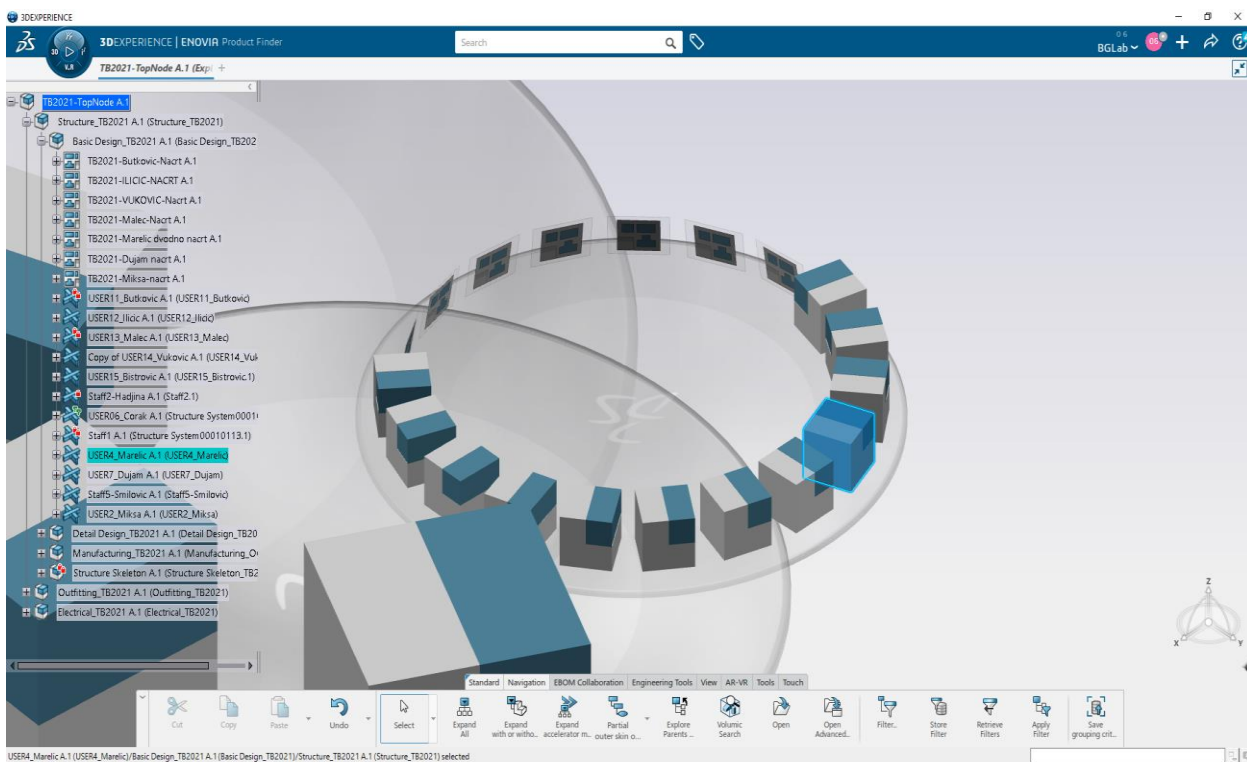 3DEXPERIENCE
3DEXPERIENCE | ENOVIA Product Finder
Search
BGLab
3D
V.R
TB2021-TopNode A.1 (Expl
TB2021-TopNode A.1
Structure_TB2021 A.1 (Structure_TB2021)
Basic Design_TB2021 A.1 (Basic Design_TB202
TB2021-Butkovic-Nacrt A.1
TB2021-ILICIC-NACRT A.1
TB2021-VUKOVIC-Nacrt A.1
TB2021-Malec-Nacrt A.1
TB2021-Marelic dvodno nacrt A.1
TB2021-Dujam nacrt A.1
TB2021-Miksa-nacrt A.1
USER11_Butkovic A.1 (USER11_Butkovic)
USER12_Ilicic A.1 (USER12_Ilicic)
USER13_Malec A.1 (USER13_Malec)
Copy of USER14_Vukovic A.1 (USER14_Vuk
USER15_Bistrovic A.1 (USER15_Bistrovic.1)
Staff2-Hadjina A.1 (Staff2.1)
USER06_Corak A.1 (Structure System0001
Staff1 A.1 (Structure System00010113.1)
USER4_Marelic A.1 (USER4_Marelic)
USER7_Dujam A.1 (USER7_Dujam)
Staff5-Smilovic A.1 (Staff5-Smilovic)
USER2_Miksa A.1 (USER2_Miksa)
Detail Design_TB2021 A.1 (Detail Design_TB20
Manufacturing_TB2021 A.1 (Manufacturing_O
Structure Skeleton A.1 (Structure Skeleton_TB2
Outfitting_TB2021 A.1 (Outfitting_TB2021)
Electrical_TB2021 A.1 (Electrical_TB2021)
Z
X Y
Standard Navigation EBOM Collaboration Engineering Tools View AR-VR Tools Touch
Cut Copy Paste Undo Select Expand All Expand with or witho... Expand accelerator m... Partial outer skin o... Explore Parents ... Volumic Search Open Open Advanced... Filter... Store Filter Retrieve Filters Apply Filter Save grouping crit...
USER4_Marelic A.1 (USER4_Marelic)/Basic Design_TB2021 A.1 (Basic Design_TB2021)/Structure_TB2021 A.1 (Structure_TB2021) selected